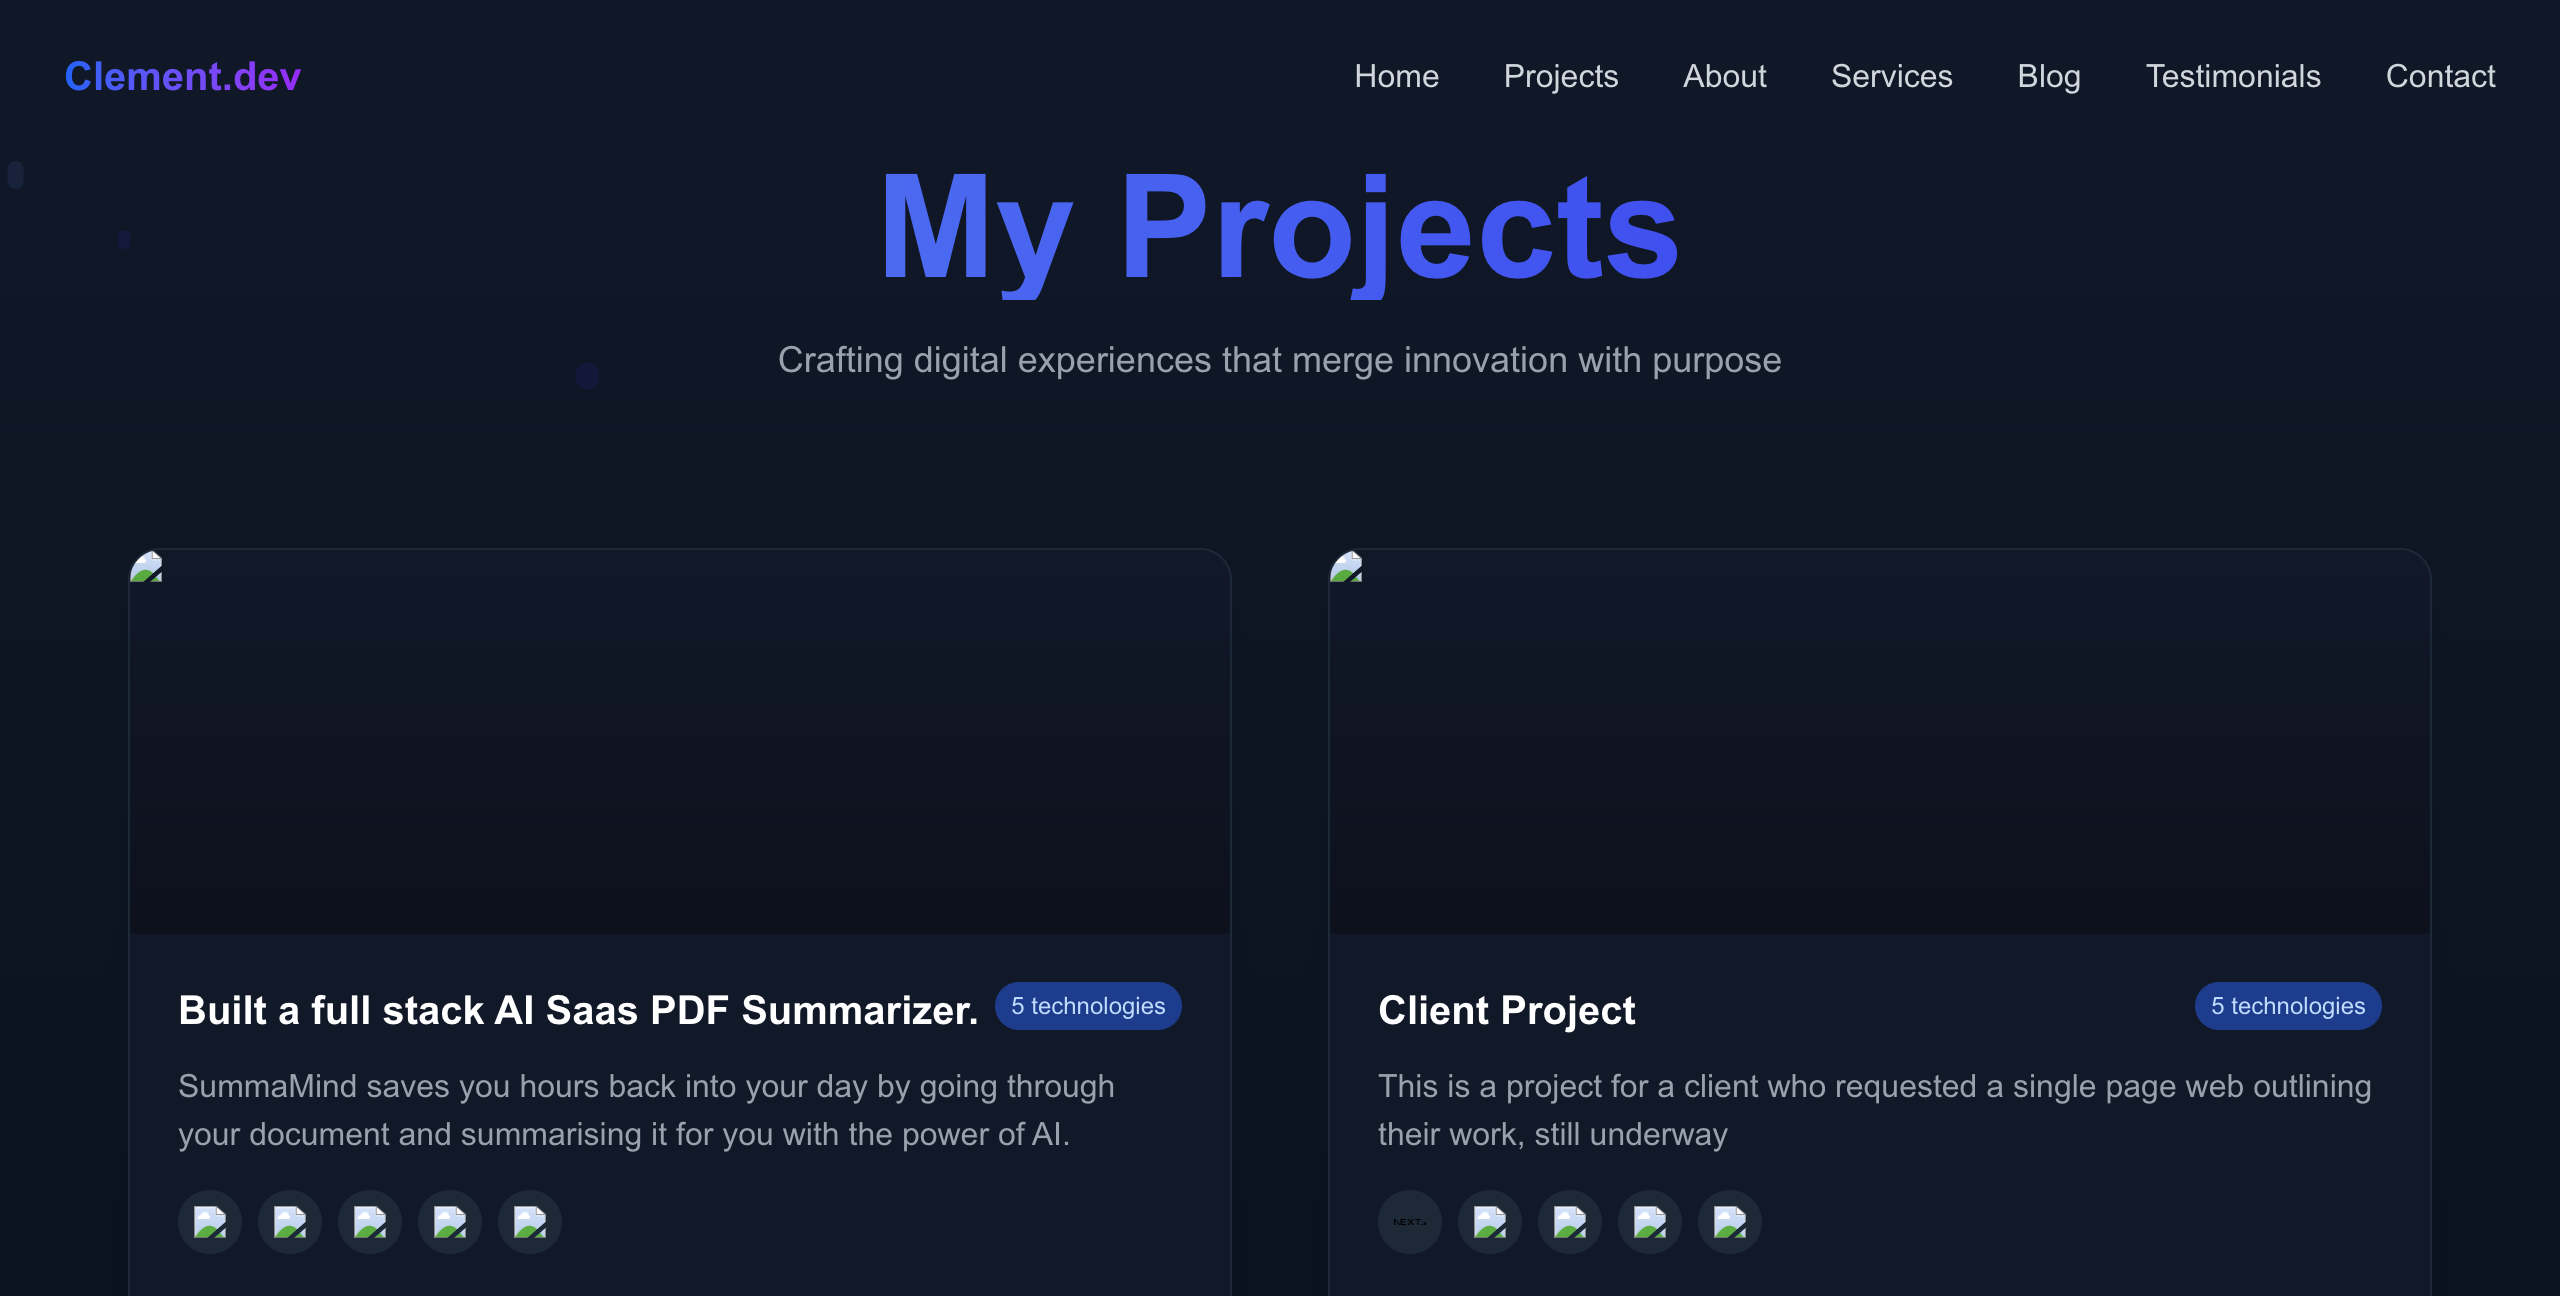 Clement.dev
Home Projects About Services Blog Testimonials Contact
My Projects
Crafting digital experiences that merge innovation with purpose
Built a full stack AI Saas PDF Summarizer.
5 technologies
SummaMind saves you hours back into your day by going through
your document and summarising it for you with the power of AI.
Client Project
5 technologies
This is a project for a client who requested a single page web outlining
their work, still underway
NEXT.js